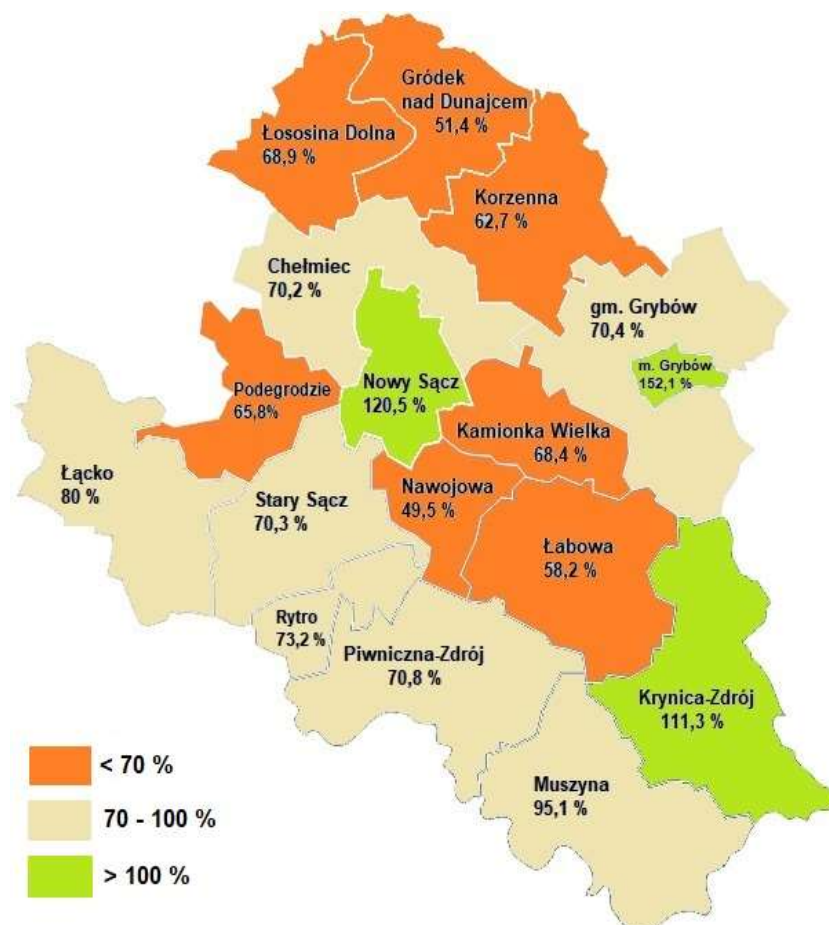 Gródek
nad Dunajcem
51,4 %
Łososina Dolna
68,9 %
Korzenna
62,7 %
Chełmiec
70,2 %
gm. Grybów
70,4 %
m. Grybów
152,1 %
Podegrodzie
65,8%
Nowy Sącz
120,5 %
Kamionka Wielka
68,4 %
Łącko
80 %
Stary Sącz
70,3 %
Nawojowa
49,5 %
Łabowa
58,2 %
Rytro
73,2 %
Piwniczna-Zdrój
70,8 %
Krynica-Zdrój
111,3 %
Muszyna
95,1 %
< 70 %
70 - 100 %
> 100 %